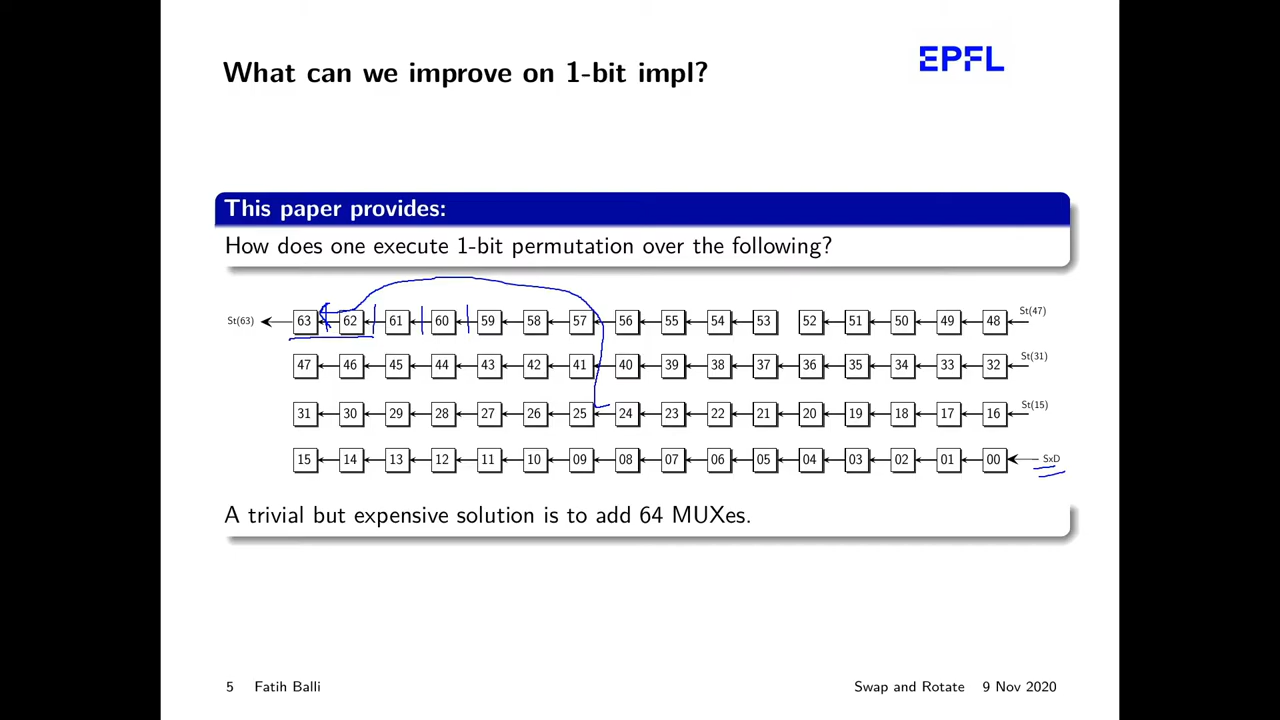 What can we improve on 1-bit impl?
EPFL
This paper provides:
How does one execute 1-bit permutation over the following?
St(63) 63 62 61 60 59 58 57 56 55 54 53 52 51 50 49 48 St(47)
47 46 45 44 43 42 41 40 39 38 37 36 35 34 33 32 St(31)
31 30 29 28 27 26 25 24 23 22 21 20 19 18 17 16 St(15)
15 14 13 12 11 10 09 08 07 06 05 04 03 02 01 00 SxD
A trivial but expensive solution is to add 64 MUXes.
5 Fatih Balli Swap and Rotate 9 Nov 2020